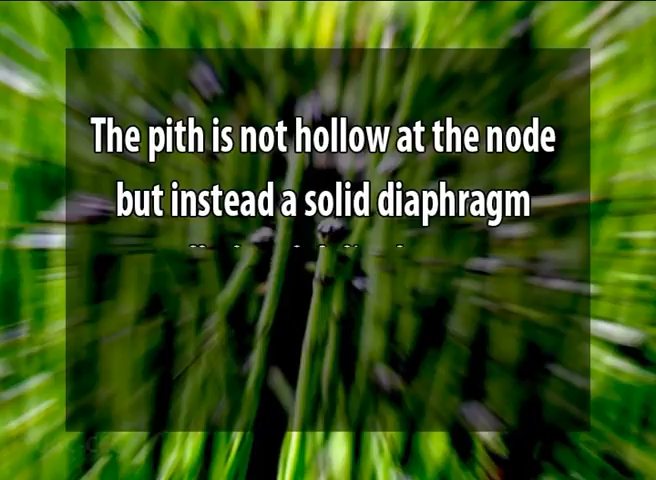 The pith is not hollow at the node
but instead a solid diaphragm